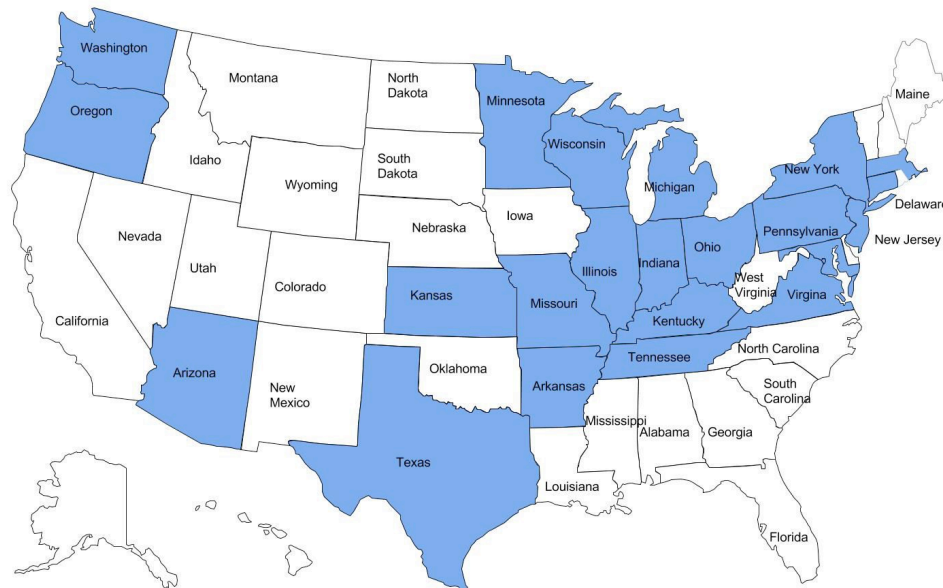 Washington
Montana
North
Dakota
Minnesota
Maine
Oregon
Idaho
Wisconsin
South
Dakota
Michigan
New York
Wyoming
Delaware
Iowa
Nebraska
Pennsylvania
New Jersey
Nevada
Ohio
Utah
Illinois
Indiana
West
Virginia
Colorado
Kansas
Missouri
Virgina
California
Kentucky
North Carolina
Tennessee
Arizona
Oklahoma
New
Mexico
Arkansas
South
Carolina
Mississippi
Alabama
Georgia
Texas
Louisiana
Florida